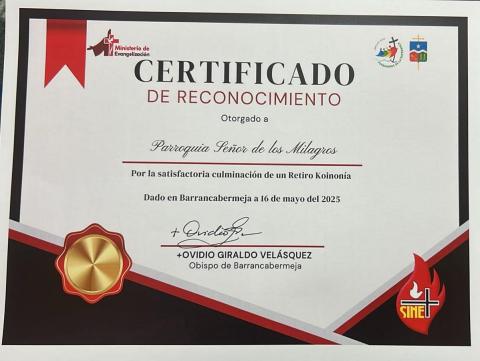 Ministerio de
Evangelización
CERTIFICADO
DE RECONOCIMIENTO
Otorgado a
Parroquia Señor de los Milagros
Por la satisfactoria culminación de un Retiro Koinonía
Dado en Barrancabermeja a 16 de mayo del 2025
+OVIDIO GIRALDO VELÁSQUEZ
Obispo de Barrancabermeja
SINE